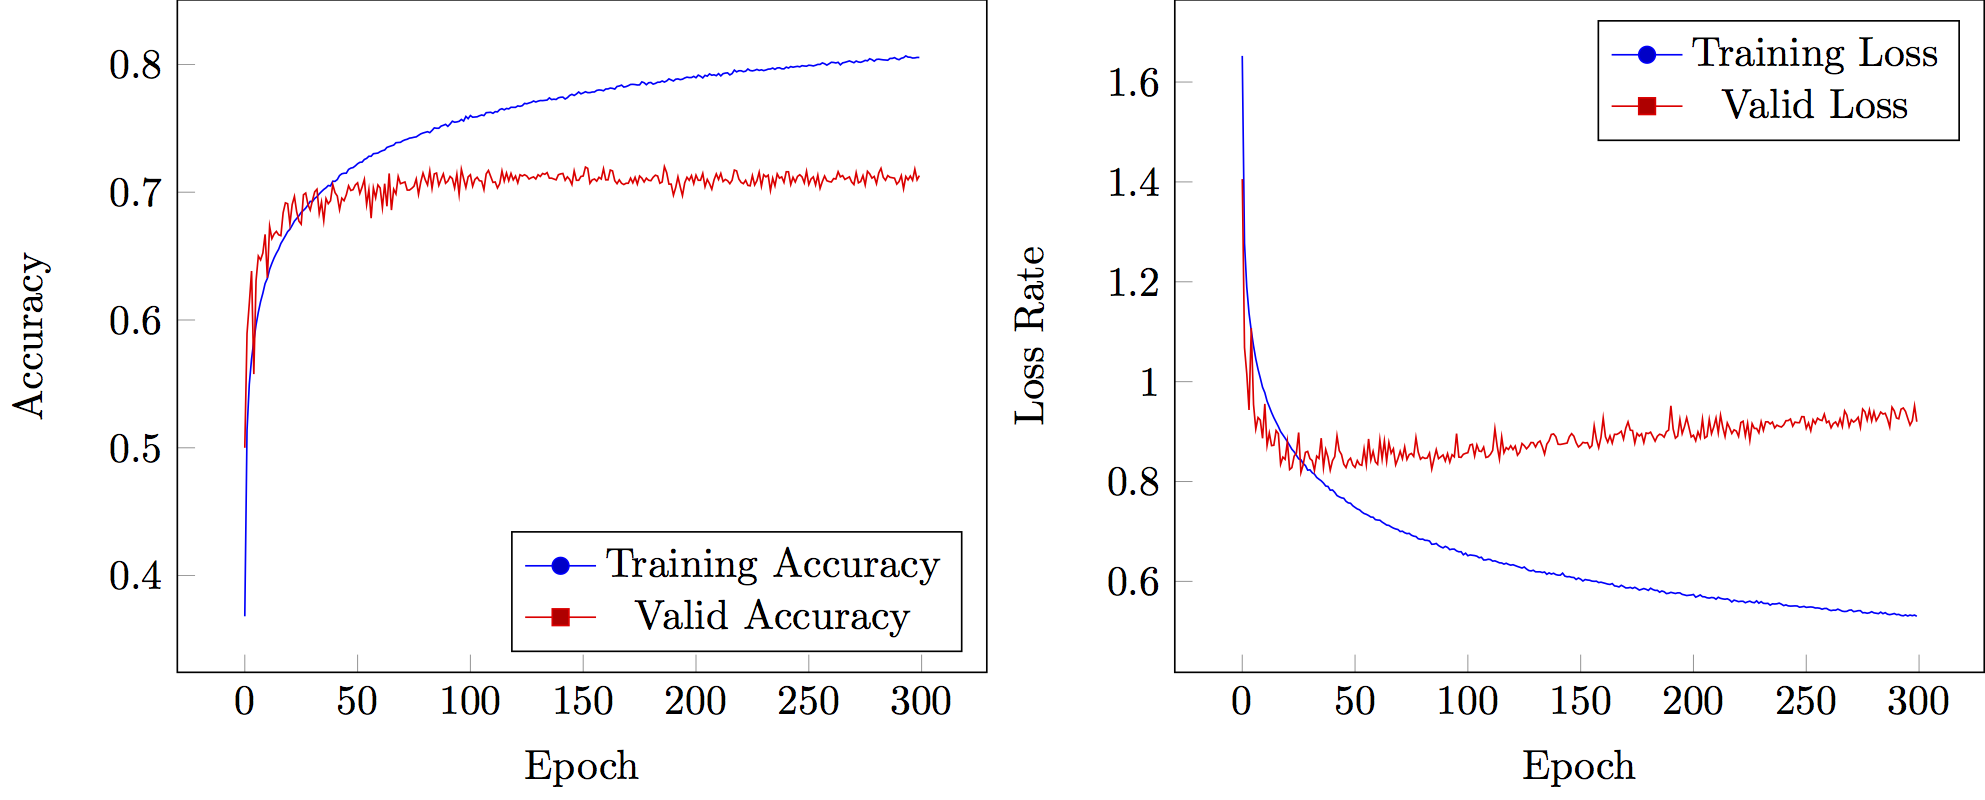 0.8
0.7
0.6
0.5
0.4
Accuracy
Training Accuracy
Valid Accuracy
0 50 100 150 200 250 300
Epoch
1.6
1.4
1.2
1
0.8
0.6
Loss Rate
Training Loss
Valid Loss
0 50 100 150 200 250 300
Epoch